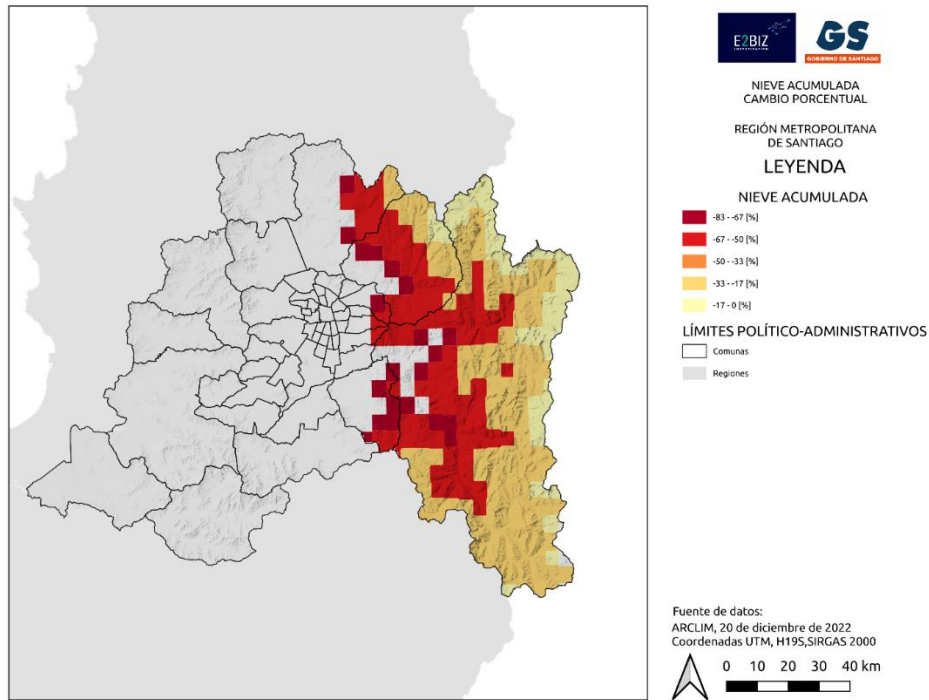 E2BIZ
INVESTIGACIÓN
GS
GOBIERNO DE SANTIAGO
NIEVE ACUMULADA
CAMBIO PORCENTUAL
REGIÓN METROPOLITANA
DE SANTIAGO
LEYENDA
NIEVE ACUMULADA
-83 - -67 [%]
-67 - -50 [%]
-50 - -33 [%]
-33 - -17 [%]
-17 - 0 [%]
LÍMITES POLÍTICO-ADMINISTRATIVOS
Comunas
Regiones
Fuente de datos:
ARCLIM, 20 de diciembre de 2022
Coordenadas UTM, H19S,SIRGAS 2000
0 10 20 30 40 km